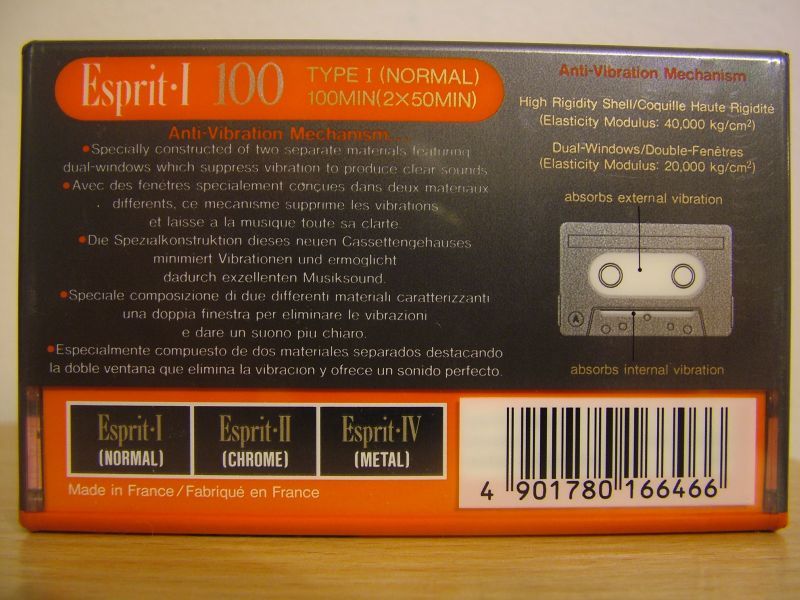 Esprit·I 100 TYPE I (NORMAL)
100MIN(2×50MIN)
Anti-Vibration Mechanism...
•Specially constructed of two separate materials featuring
dual-windows which suppress vibration to produce clear sounds
•Avec des fenêtres specialement conçues dans deux materiaux
differents, ce mecanisme supprime les vibrations
et laisse a la musique toute sa clarte.
•Die Spezialkonstruktion dieses neuen Cassettengehauses
minimiert Vibrationen und ermoglicht
dadurch exzellenten Musiksound.
•Speciale composizione di due differenti materiali caratterizzanti
una doppia finestra per eliminare le vibrazioni
e dare un suono piu chiaro.
•Especialmente compuesto de dos materiales separados destacando
la doble ventana que elimina la vibracion y ofrece un sonido perfecto.
Anti-Vibration Mechanism
High Rigidity Shell/Coquille Haute Rigidité
(Elasticity Modulus: 40,000 kg/cm²)
Dual-Windows/Double-Fenêtres
(Elasticity Modulus: 20,000 kg/cm²)
absorbs external vibration
A
absorbs internal vibration
Esprit·I
(NORMAL)
Esprit·II
(CHROME)
Esprit·IV
(METAL)
Made in France/Fabriqué en France
4 901780 166466